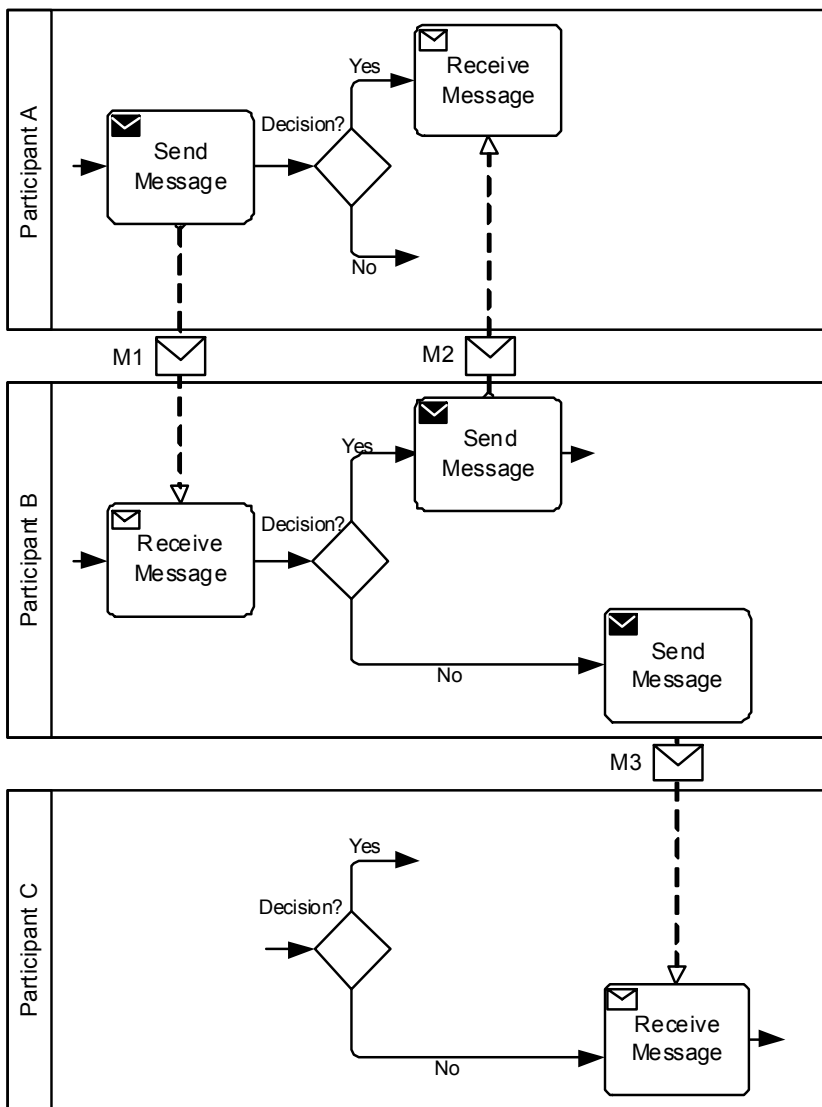 Participant A
Yes
Receive
Message
Decision?
Send
Message
No
M1
M2
Participant B
Yes
Send
Message
Decision?
Receive
Message
Send
Message
No
M3
Participant C
Yes
Decision?
Receive
Message
No